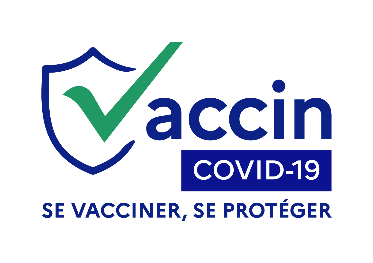 Vaccin
COVID-19
SE VACCINER, SE PROTÉGER